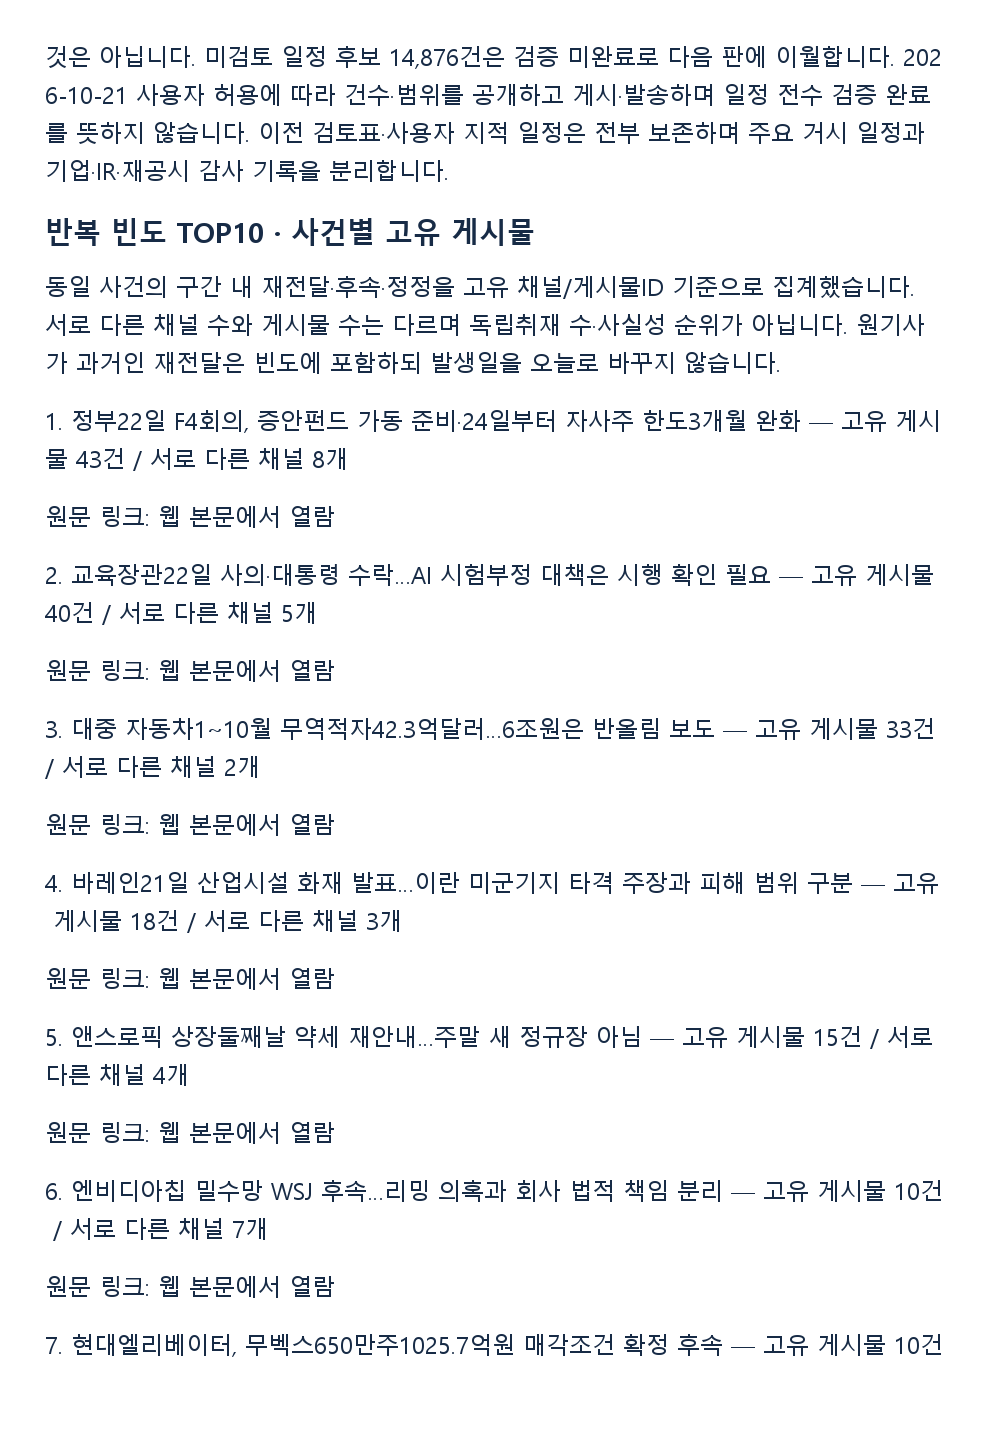 것은 아닙니다. 미검토 일정 후보 14,876건은 검증 미완료로 다음 판에 이월합니다. 202
6-10-21 사용자 허용에 따라 건수·범위를 공개하고 게시·발송하며 일정 전수 검증 완료
를 뜻하지 않습니다. 이전 검토표·사용자 지적 일정은 전부 보존하며 주요 거시 일정과
기업·IR·재공시 감사 기록을 분리합니다.
반복 빈도 TOP10 · 사건별 고유 게시물
동일 사건의 구간 내 재전달·후속·정정을 고유 채널/게시물ID 기준으로 집계했습니다.
서로 다른 채널 수와 게시물 수는 다르며 독립취재 수·사실성 순위가 아닙니다. 원기사
가 과거인 재전달은 빈도에 포함하되 발생일을 오늘로 바꾸지 않습니다.
1. 정부22일 F4회의, 증안펀드 가동 준비·24일부터 자사주 한도3개월 완화 — 고유 게시
물 43건 / 서로 다른 채널 8개
원문 링크: 웹 본문에서 열람
2. 교육장관22일 사의·대통령 수락…AI 시험부정 대책은 시행 확인 필요 — 고유 게시물
40건 / 서로 다른 채널 5개
원문 링크: 웹 본문에서 열람
3. 대중 자동차1~10월 무역적자42.3억달러…6조원은 반올림 보도 — 고유 게시물 33건
/ 서로 다른 채널 2개
원문 링크: 웹 본문에서 열람
4. 바레인21일 산업시설 화재 발표…이란 미군기지 타격 주장과 피해 범위 구분 — 고유
게시물 18건 / 서로 다른 채널 3개
원문 링크: 웹 본문에서 열람
5. 앤스로픽 상장둘째날 약세 재안내…주말 새 정규장 아님 — 고유 게시물 15건 / 서로
다른 채널 4개
원문 링크: 웹 본문에서 열람
6. 엔비디아칩 밀수망 WSJ 후속…리밍 의혹과 회사 법적 책임 분리 — 고유 게시물 10건
/ 서로 다른 채널 7개
원문 링크: 웹 본문에서 열람
7. 현대엘리베이터, 무벡스650만주1025.7억원 매각조건 확정 후속 — 고유 게시물 10건